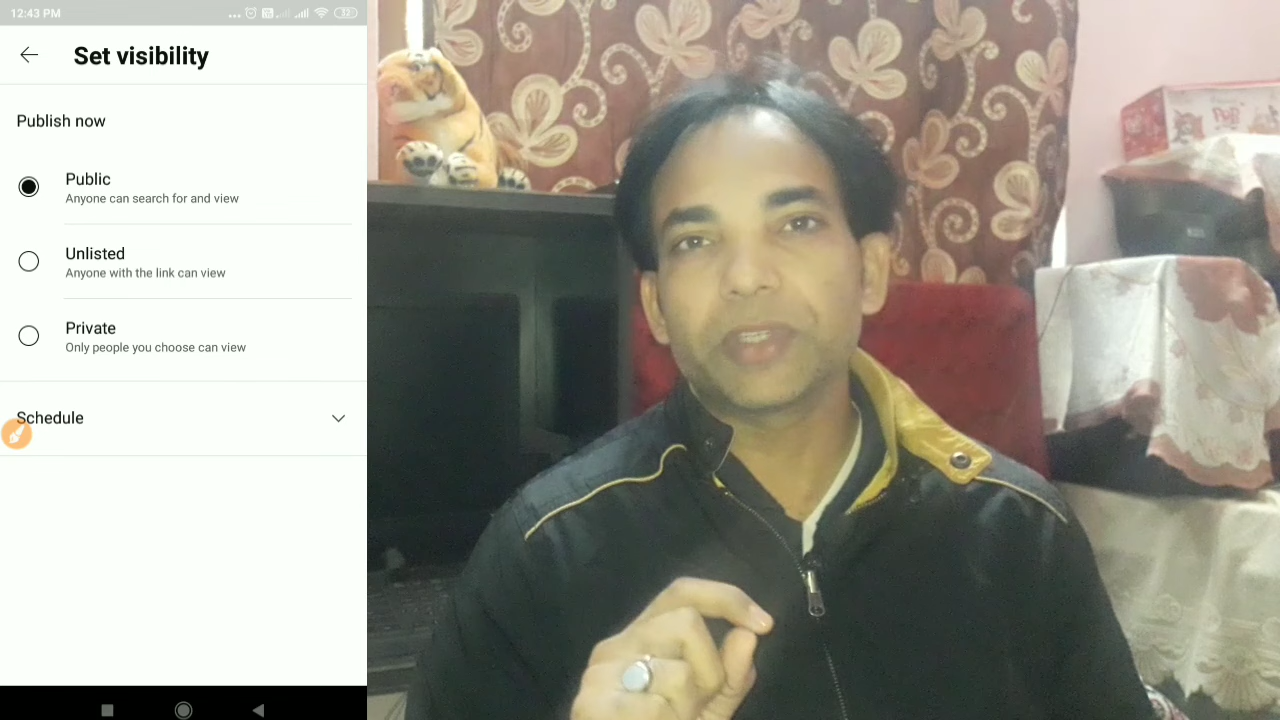 12:43 PM
32
Set visibility
Publish now
Public
Anyone can search for and view
Unlisted
Anyone with the link can view
Private
Only people you choose can view
Schedule